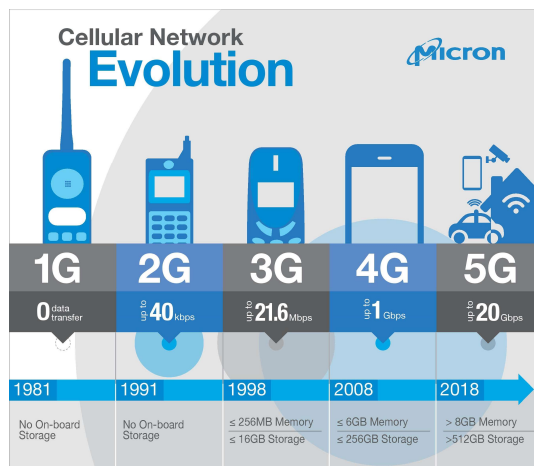 Cellular Network
Evolution
Micron
1G
2G
3G
4G
5G
0 data transfer
up to 40 kbps
up to 21.6 Mbps
up to 1 Gbps
up to 20 Gbps
1981
1991
1998
2008
2018
No On-board
Storage
No On-board
Storage
≤ 256MB Memory
≤ 16GB Storage
≤ 6GB Memory
≤ 256GB Storage
> 8GB Memory
>512GB Storage